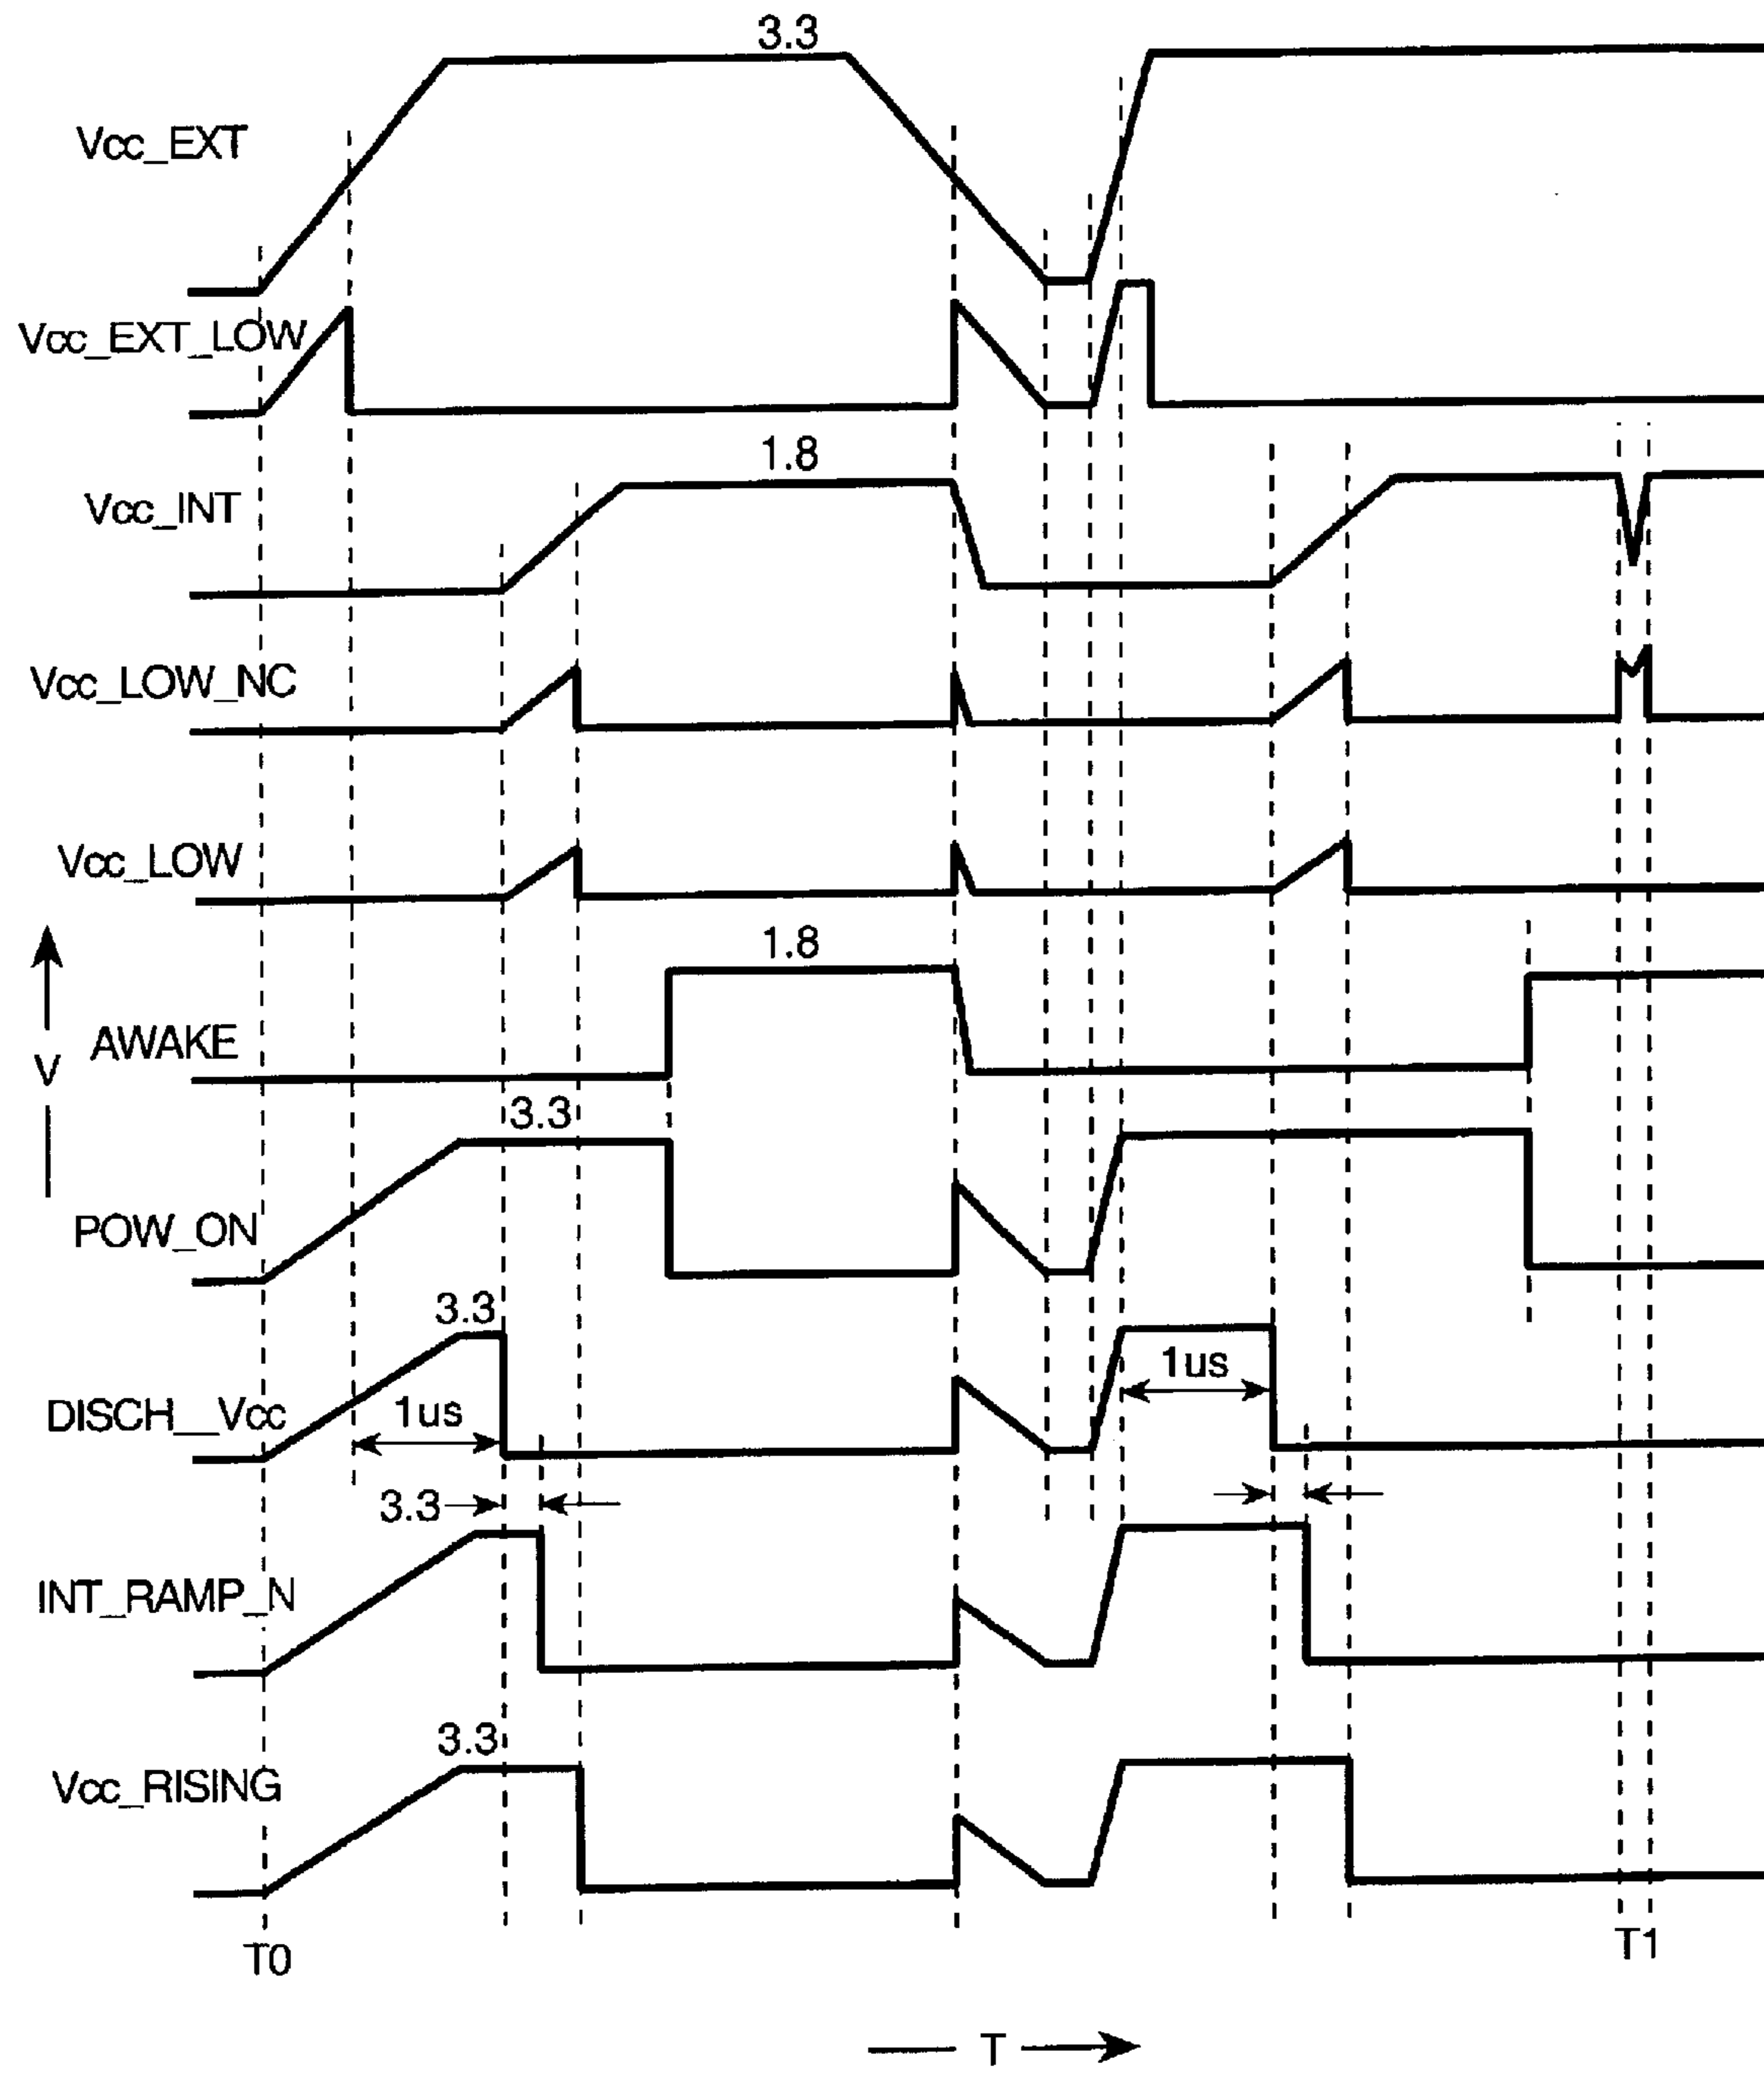 3.3
Vcc_EXT
Vcc_EXT_LOW
1.8
Vcc_INT
Vcc_LOW_NC
Vcc_LOW
1.8
AWAKE
V
3.3
POW_ON
3.3
1us
DISCH__Vcc
1us
3.3
INT_RAMP_N
3.3
Vcc_RISING
T0
T1
T